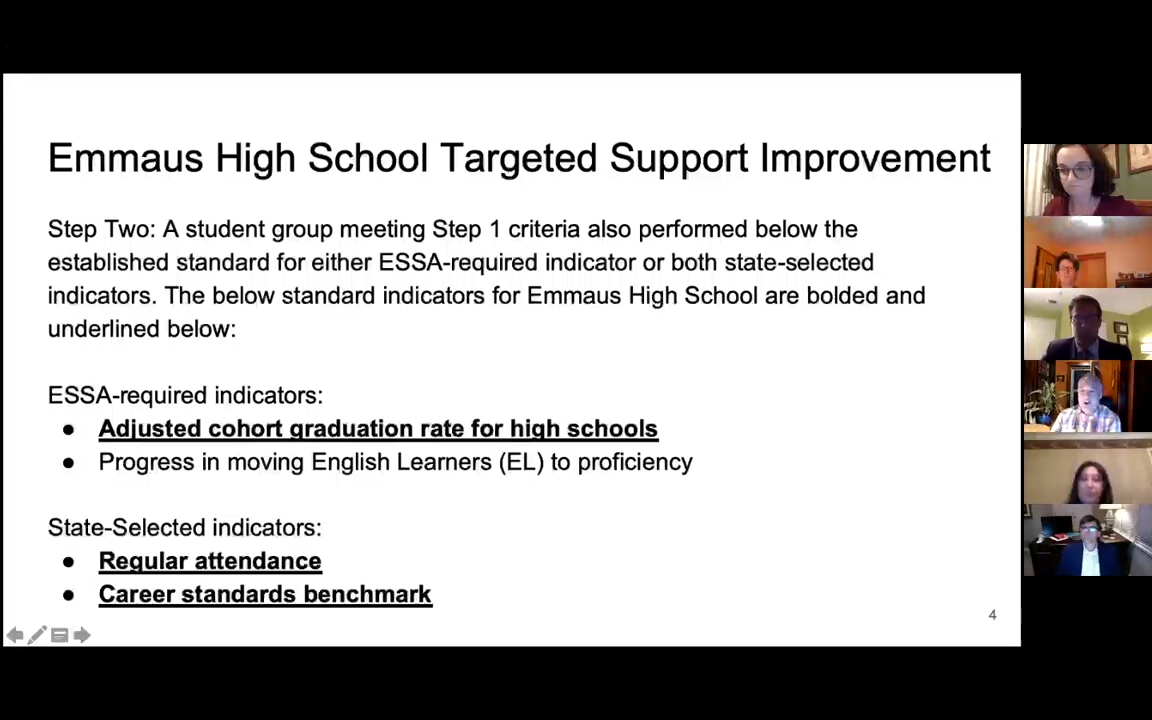 Emmaus High School Targeted Support Improvement
Step Two: A student group meeting Step 1 criteria also performed below the
established standard for either ESSA-required indicator or both state-selected
indicators. The below standard indicators for Emmaus High School are bolded and
underlined below:
ESSA-required indicators:
● Adjusted cohort graduation rate for high schools
● Progress in moving English Learners (EL) to proficiency
State-Selected indicators:
● Regular attendance
● Career standards benchmark
4